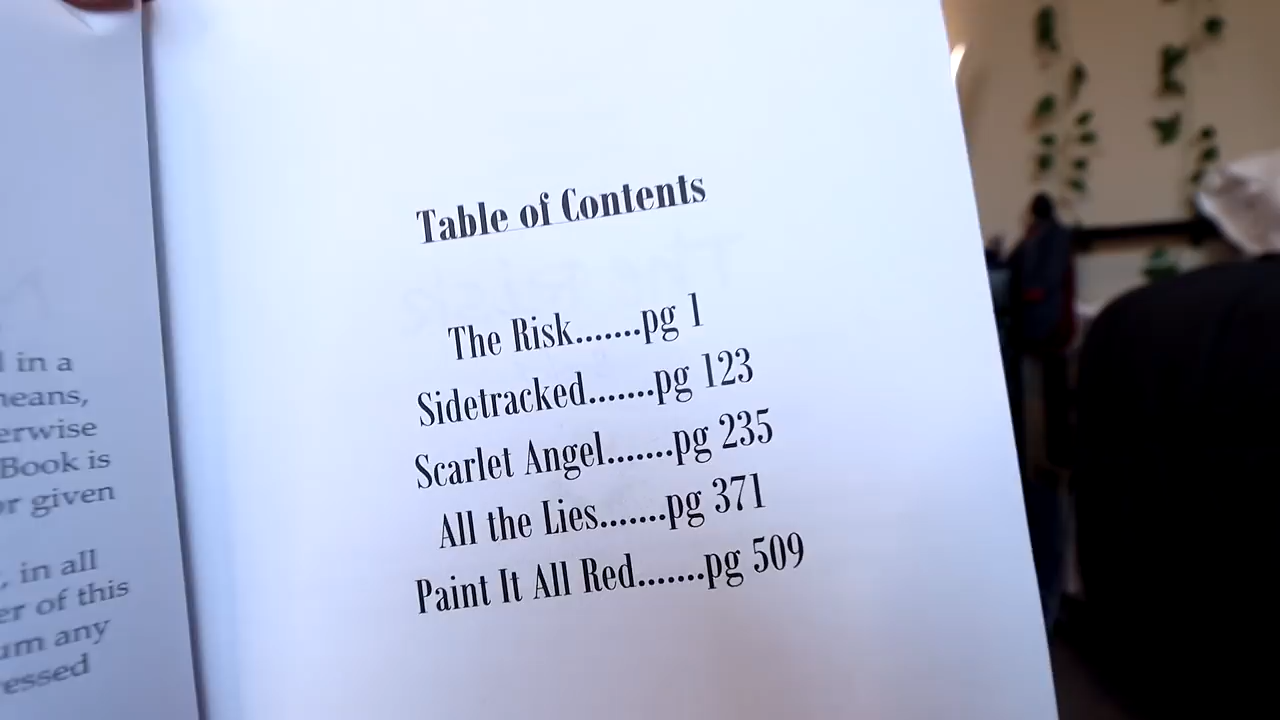 in a
means,
erwise
Book is
or given
, in all
er of this
um any
essed
Table of Contents
The Risk.......pg 1
Sidetracked.......pg 123
Scarlet Angel.......pg 235
All the Lies.......pg 371
Paint It All Red.......pg 509